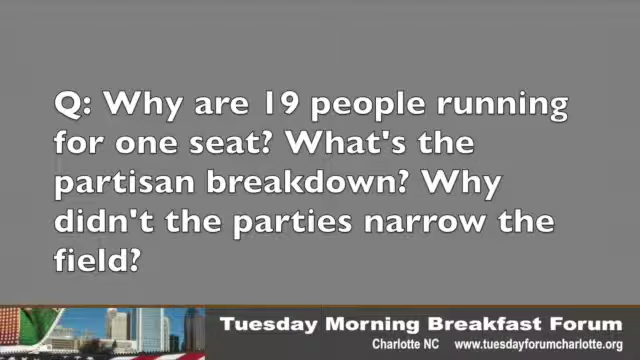 Q: Why are 19 people running
for one seat? What's the
partisan breakdown? Why
didn't the parties narrow the
field?
Tuesday Morning Breakfast Forum
Charlotte NC www.tuesdayforumcharlotte.org